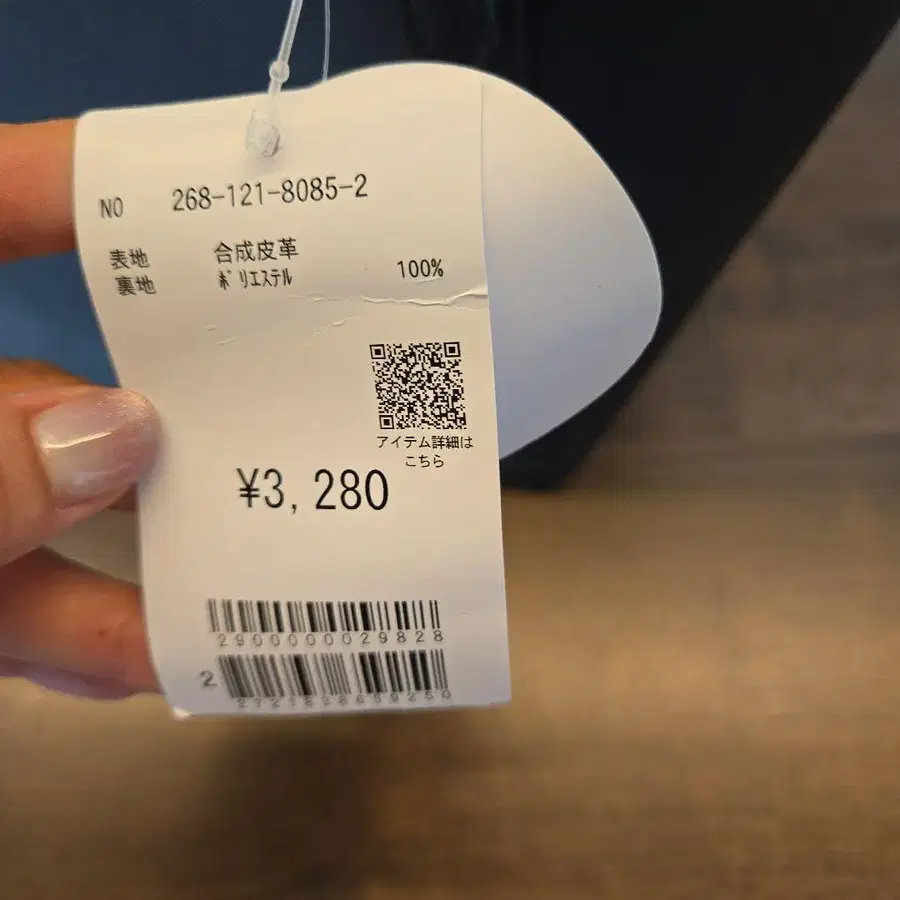 NO 268-121-8085-2
表地 合成皮革
裏地 ポリエステル 100%
アイテム詳細は
こちら
¥3,280
2900000029828
2